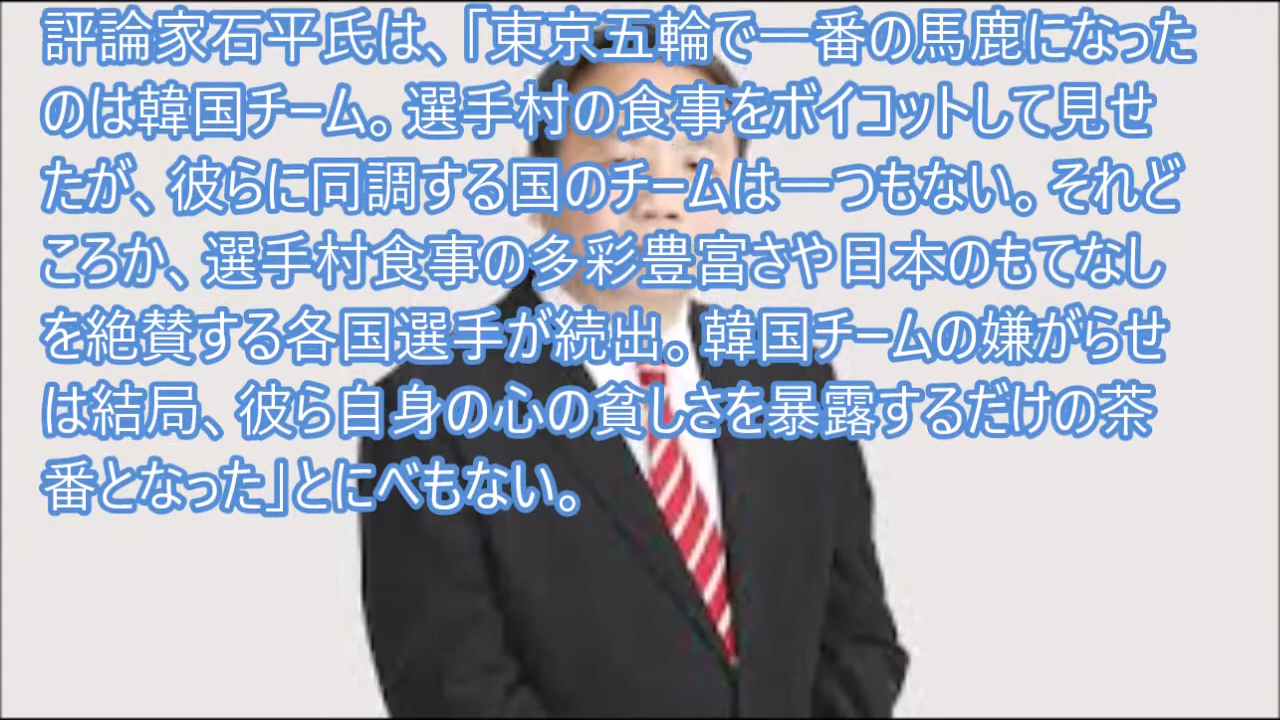 評論家石平氏は、「東京五輪で一番の馬鹿になった
のは韓国チーム。選手村の食事をボイコットして見せ
たが、彼らに同調する国のチームは一つもない。それど
ころか、選手村食事の多彩豊富さや日本のもてなし
を絶賛する各国選手が続出。韓国チームの嫌がらせ
は結局、彼ら自身の心の貧しさを暴露するだけの茶
番となった」とにべもない。